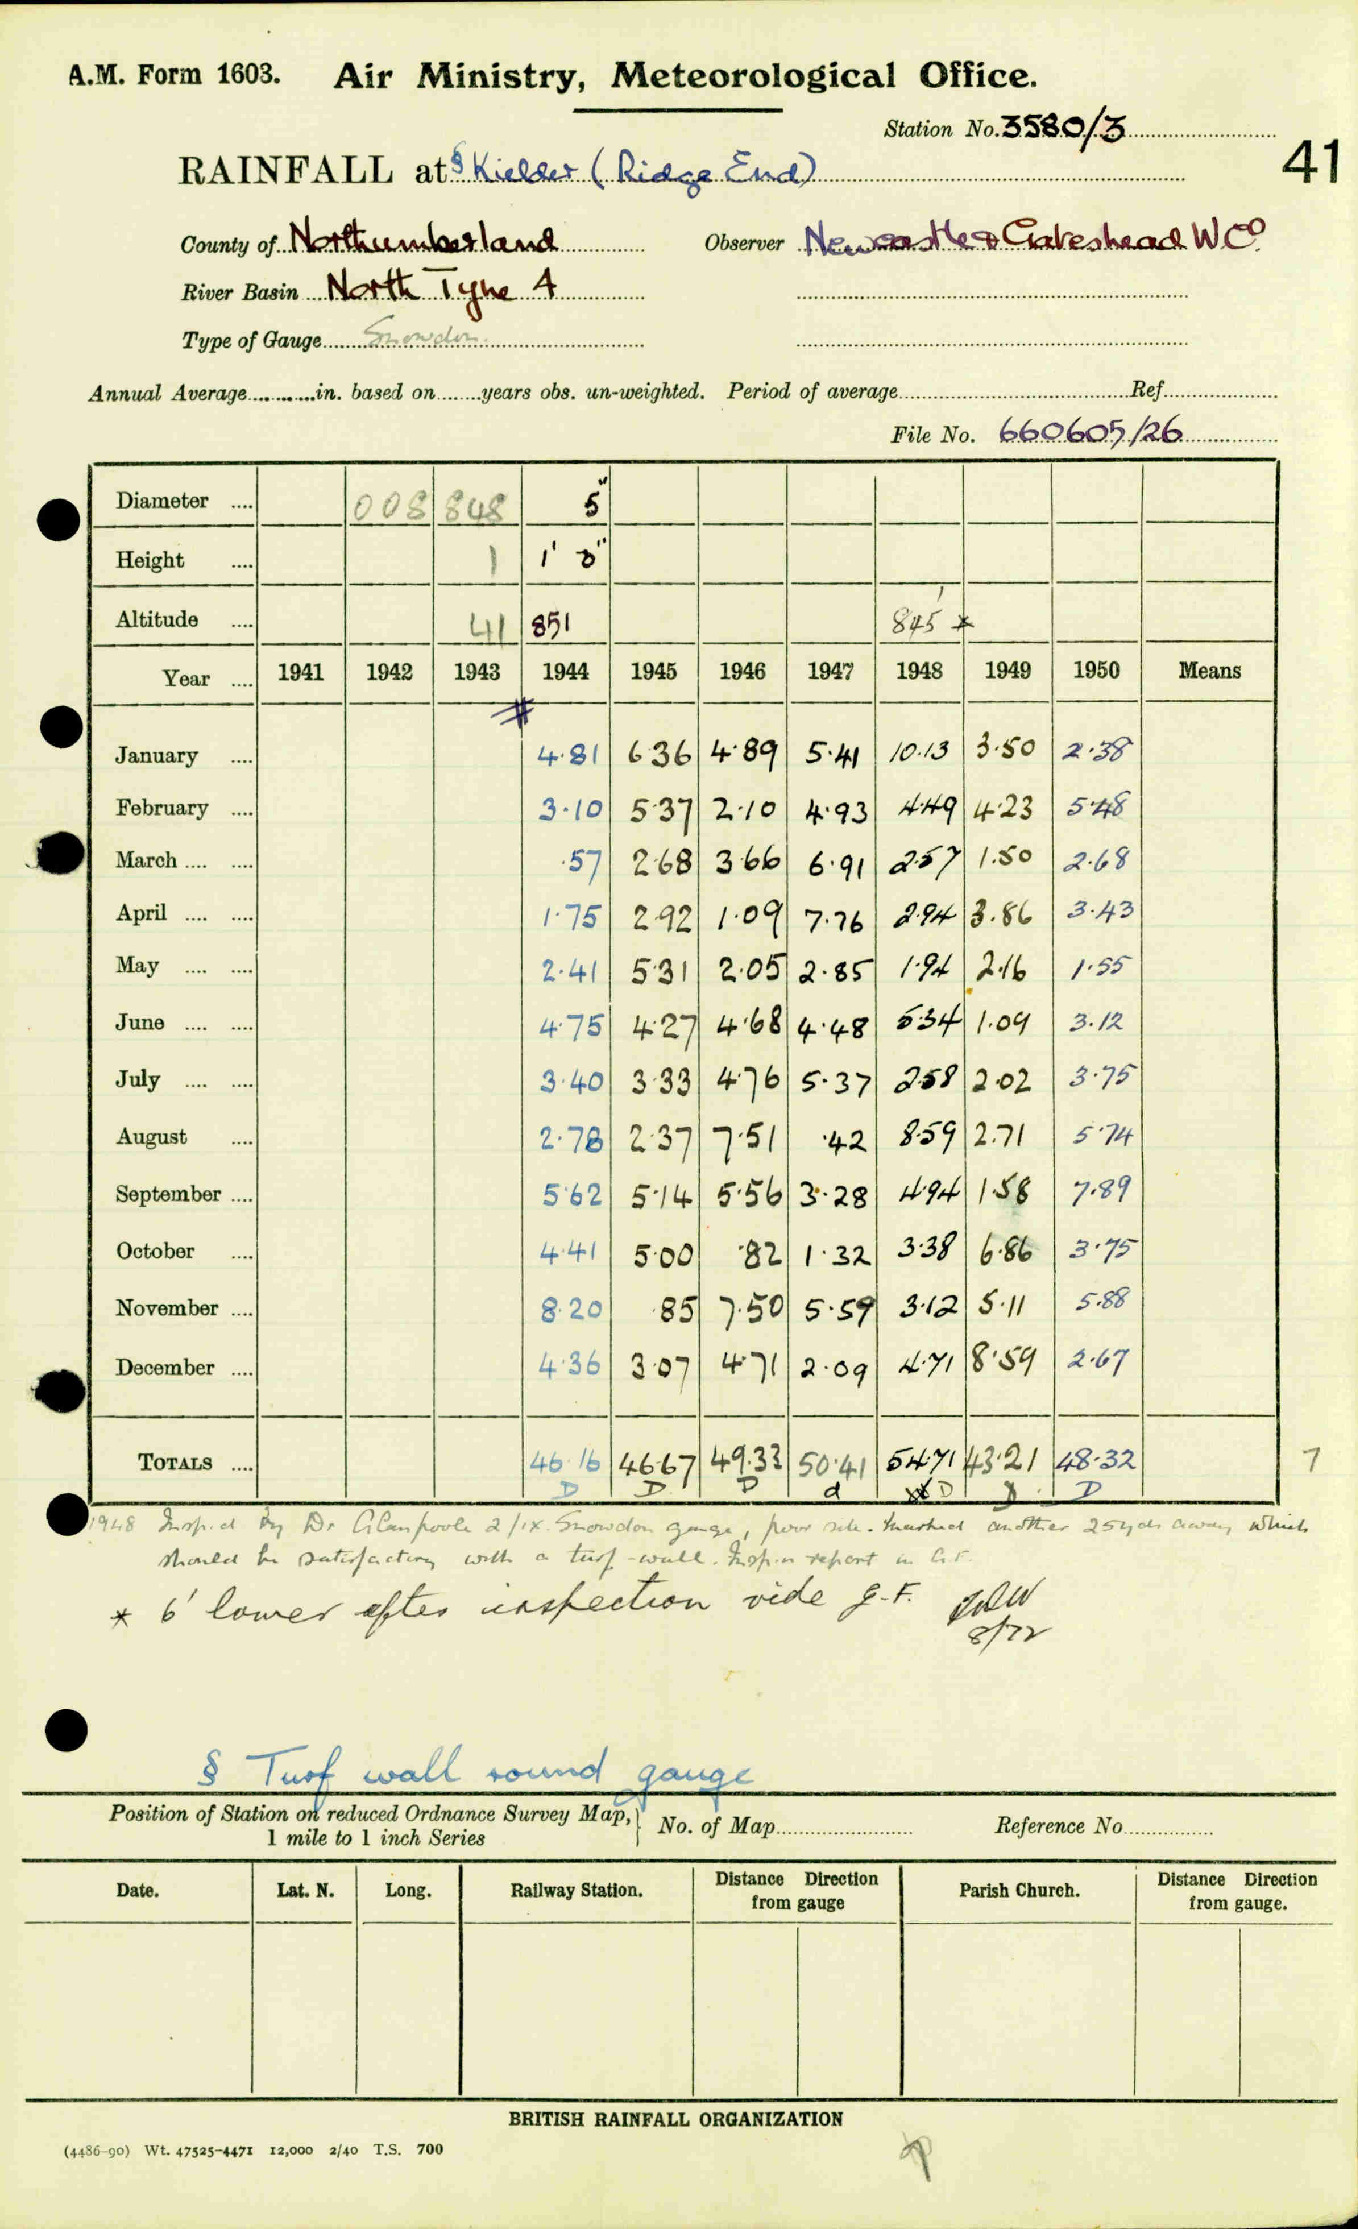 A.M. Form 1603. Air Ministry, Meteorological Office.
Station No. 3580/3
41
RAINFALL at § Kielder (Ridge End)
County of Northumberland Observer Newcastle & Gateshead W. Co.
River Basin North Tyne A
Type of Gauge Snowdon
Annual Average in. based on years obs. un-weighted. Period of average Ref.
File No. 660605/26
Diameter 008 848 5"
Height 1 1' 0"
Altitude 41 851 845' *
Year 1941 1942 1943 1944 1945 1946 1947 1948 1949 1950 Means
January 4.81 6.36 4.89 5.41 10.13 3.50 2.38
February 3.10 5.37 2.10 4.93 4.49 4.23 5.48
March .57 2.68 3.66 6.91 2.57 1.50 2.68
April 1.75 2.92 1.09 7.76 2.94 3.86 3.43
May 2.41 5.31 2.05 2.85 1.94 2.16 1.55
June 4.75 4.27 4.68 4.48 5.34 1.09 3.12
July 3.40 3.33 4.76 5.37 2.58 2.02 3.75
August 2.78 2.37 7.51 .42 8.59 2.71 5.74
September 5.62 5.14 5.56 3.28 4.94 1.58 7.89
October 4.41 5.00 .82 1.32 3.38 6.86 3.75
November 8.20 .85 7.50 5.59 3.12 5.11 5.88
December 4.36 3.07 4.71 2.09 4.71 8.59 2.67
TOTALS 46.16 46.67 49.33 50.41 54.71 43.21 48.32 7
D D D d D D D
1948 Insp.d by Dr Glasspoole 2/IX. Snowdon gauge, poor site. Marked another 25 yds away which
should be satisfactory with a turf-wall. Insp.n report in G.F.
* 6' lower after inspection vide G.F.
8/72
§ Turf wall round gauge
Position of Station on reduced Ordnance Survey Map, 1 mile to 1 inch Series No. of Map Reference No
Date. Lat. N. Long. Railway Station. Distance Direction from gauge Parish Church. Distance Direction from gauge.
BRITISH RAINFALL ORGANIZATION
(4486-90) Wt. 47525-4471 12,000 2/40 T.S. 700